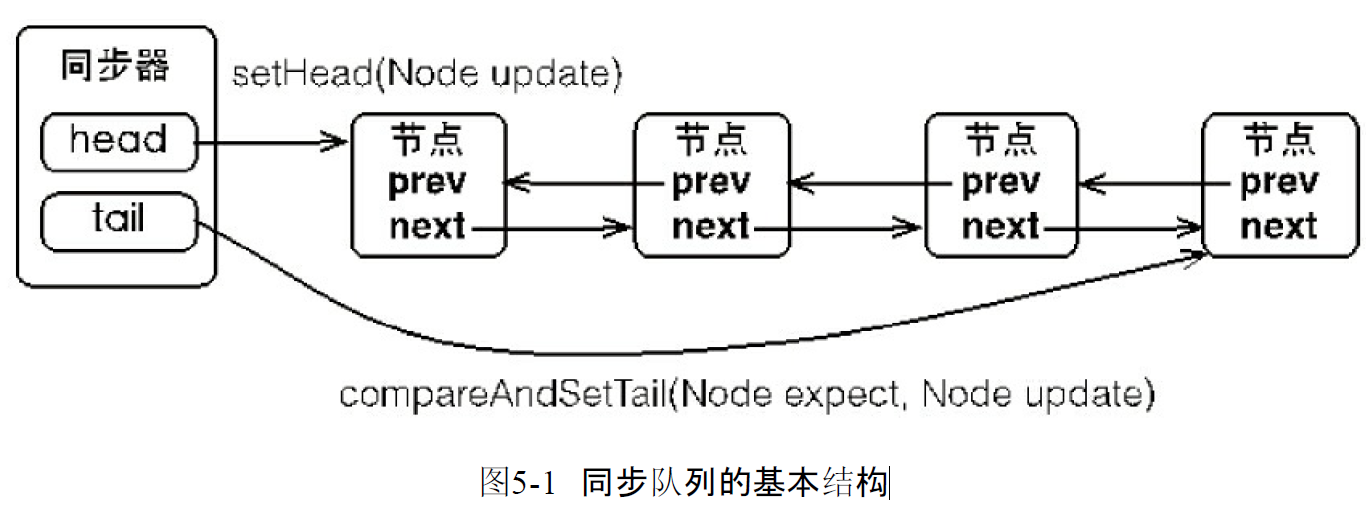 同步器
setHead(Node update)
head
tail
节点
prev
next
节点
prev
next
节点
prev
next
节点
prev
next
compareAndSetTail(Node expect, Node update)
图5-1 同步队列的基本结构